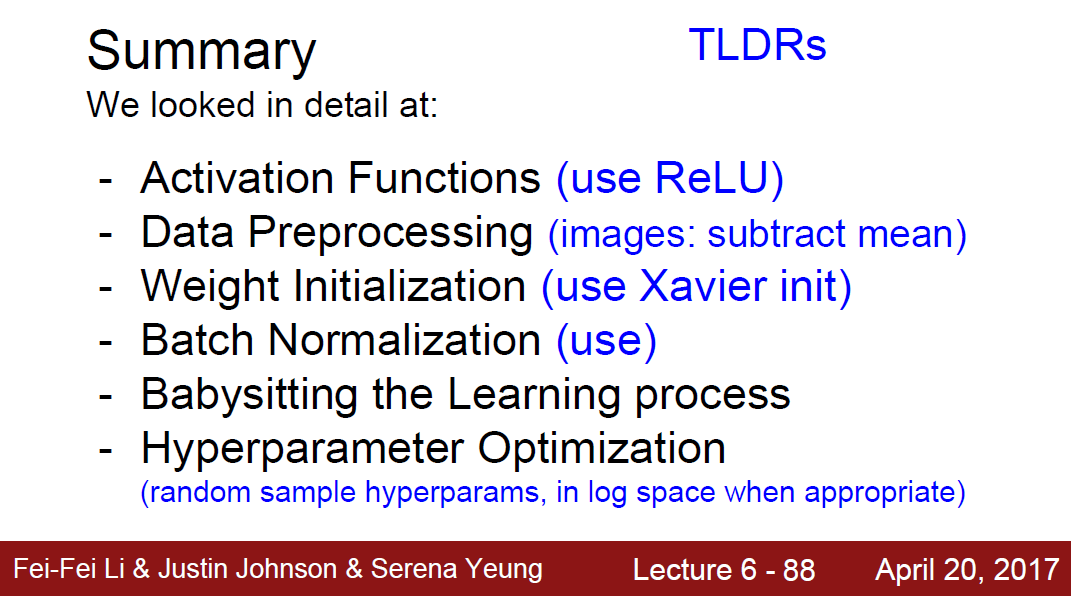 Summary
TLDRs
We looked in detail at:
- Activation Functions (use ReLU)
- Data Preprocessing (images: subtract mean)
- Weight Initialization (use Xavier init)
- Batch Normalization (use)
- Babysitting the Learning process
- Hyperparameter Optimization
(random sample hyperparams, in log space when appropriate)
Fei-Fei Li & Justin Johnson & Serena Yeung Lecture 6 - 88 April 20, 2017